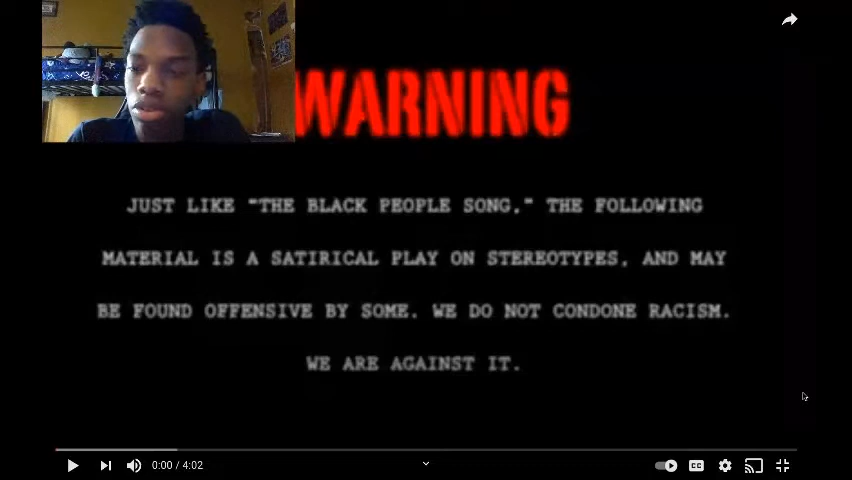 WARNING
JUST LIKE "THE BLACK PEOPLE SONG," THE FOLLOWING
MATERIAL IS A SATIRICAL PLAY ON STEREOTYPES, AND MAY
BE FOUND OFFENSIVE BY SOME. WE DO NOT CONDONE RACISM.
WE ARE AGAINST IT.
0:00 / 4:02
CC